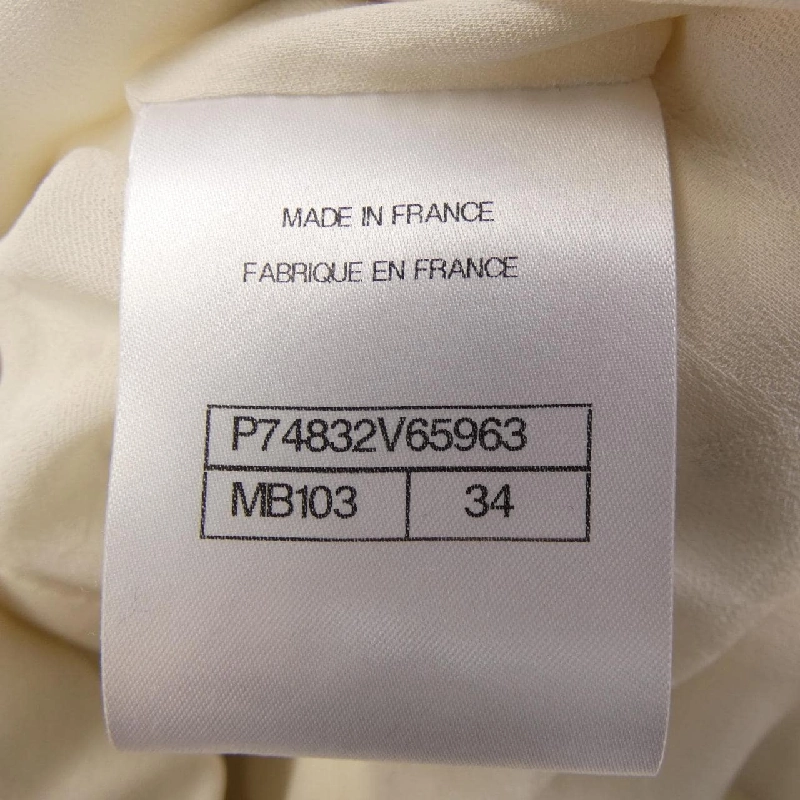 MADE IN FRANCE
FABRIQUE EN FRANCE
P74832V65963
MB103 34